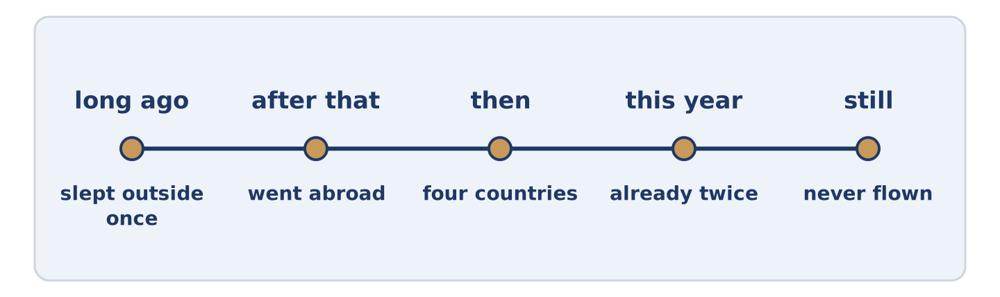 long ago
after that
then
this year
still
slept outside
once
went abroad
four countries
already twice
never flown